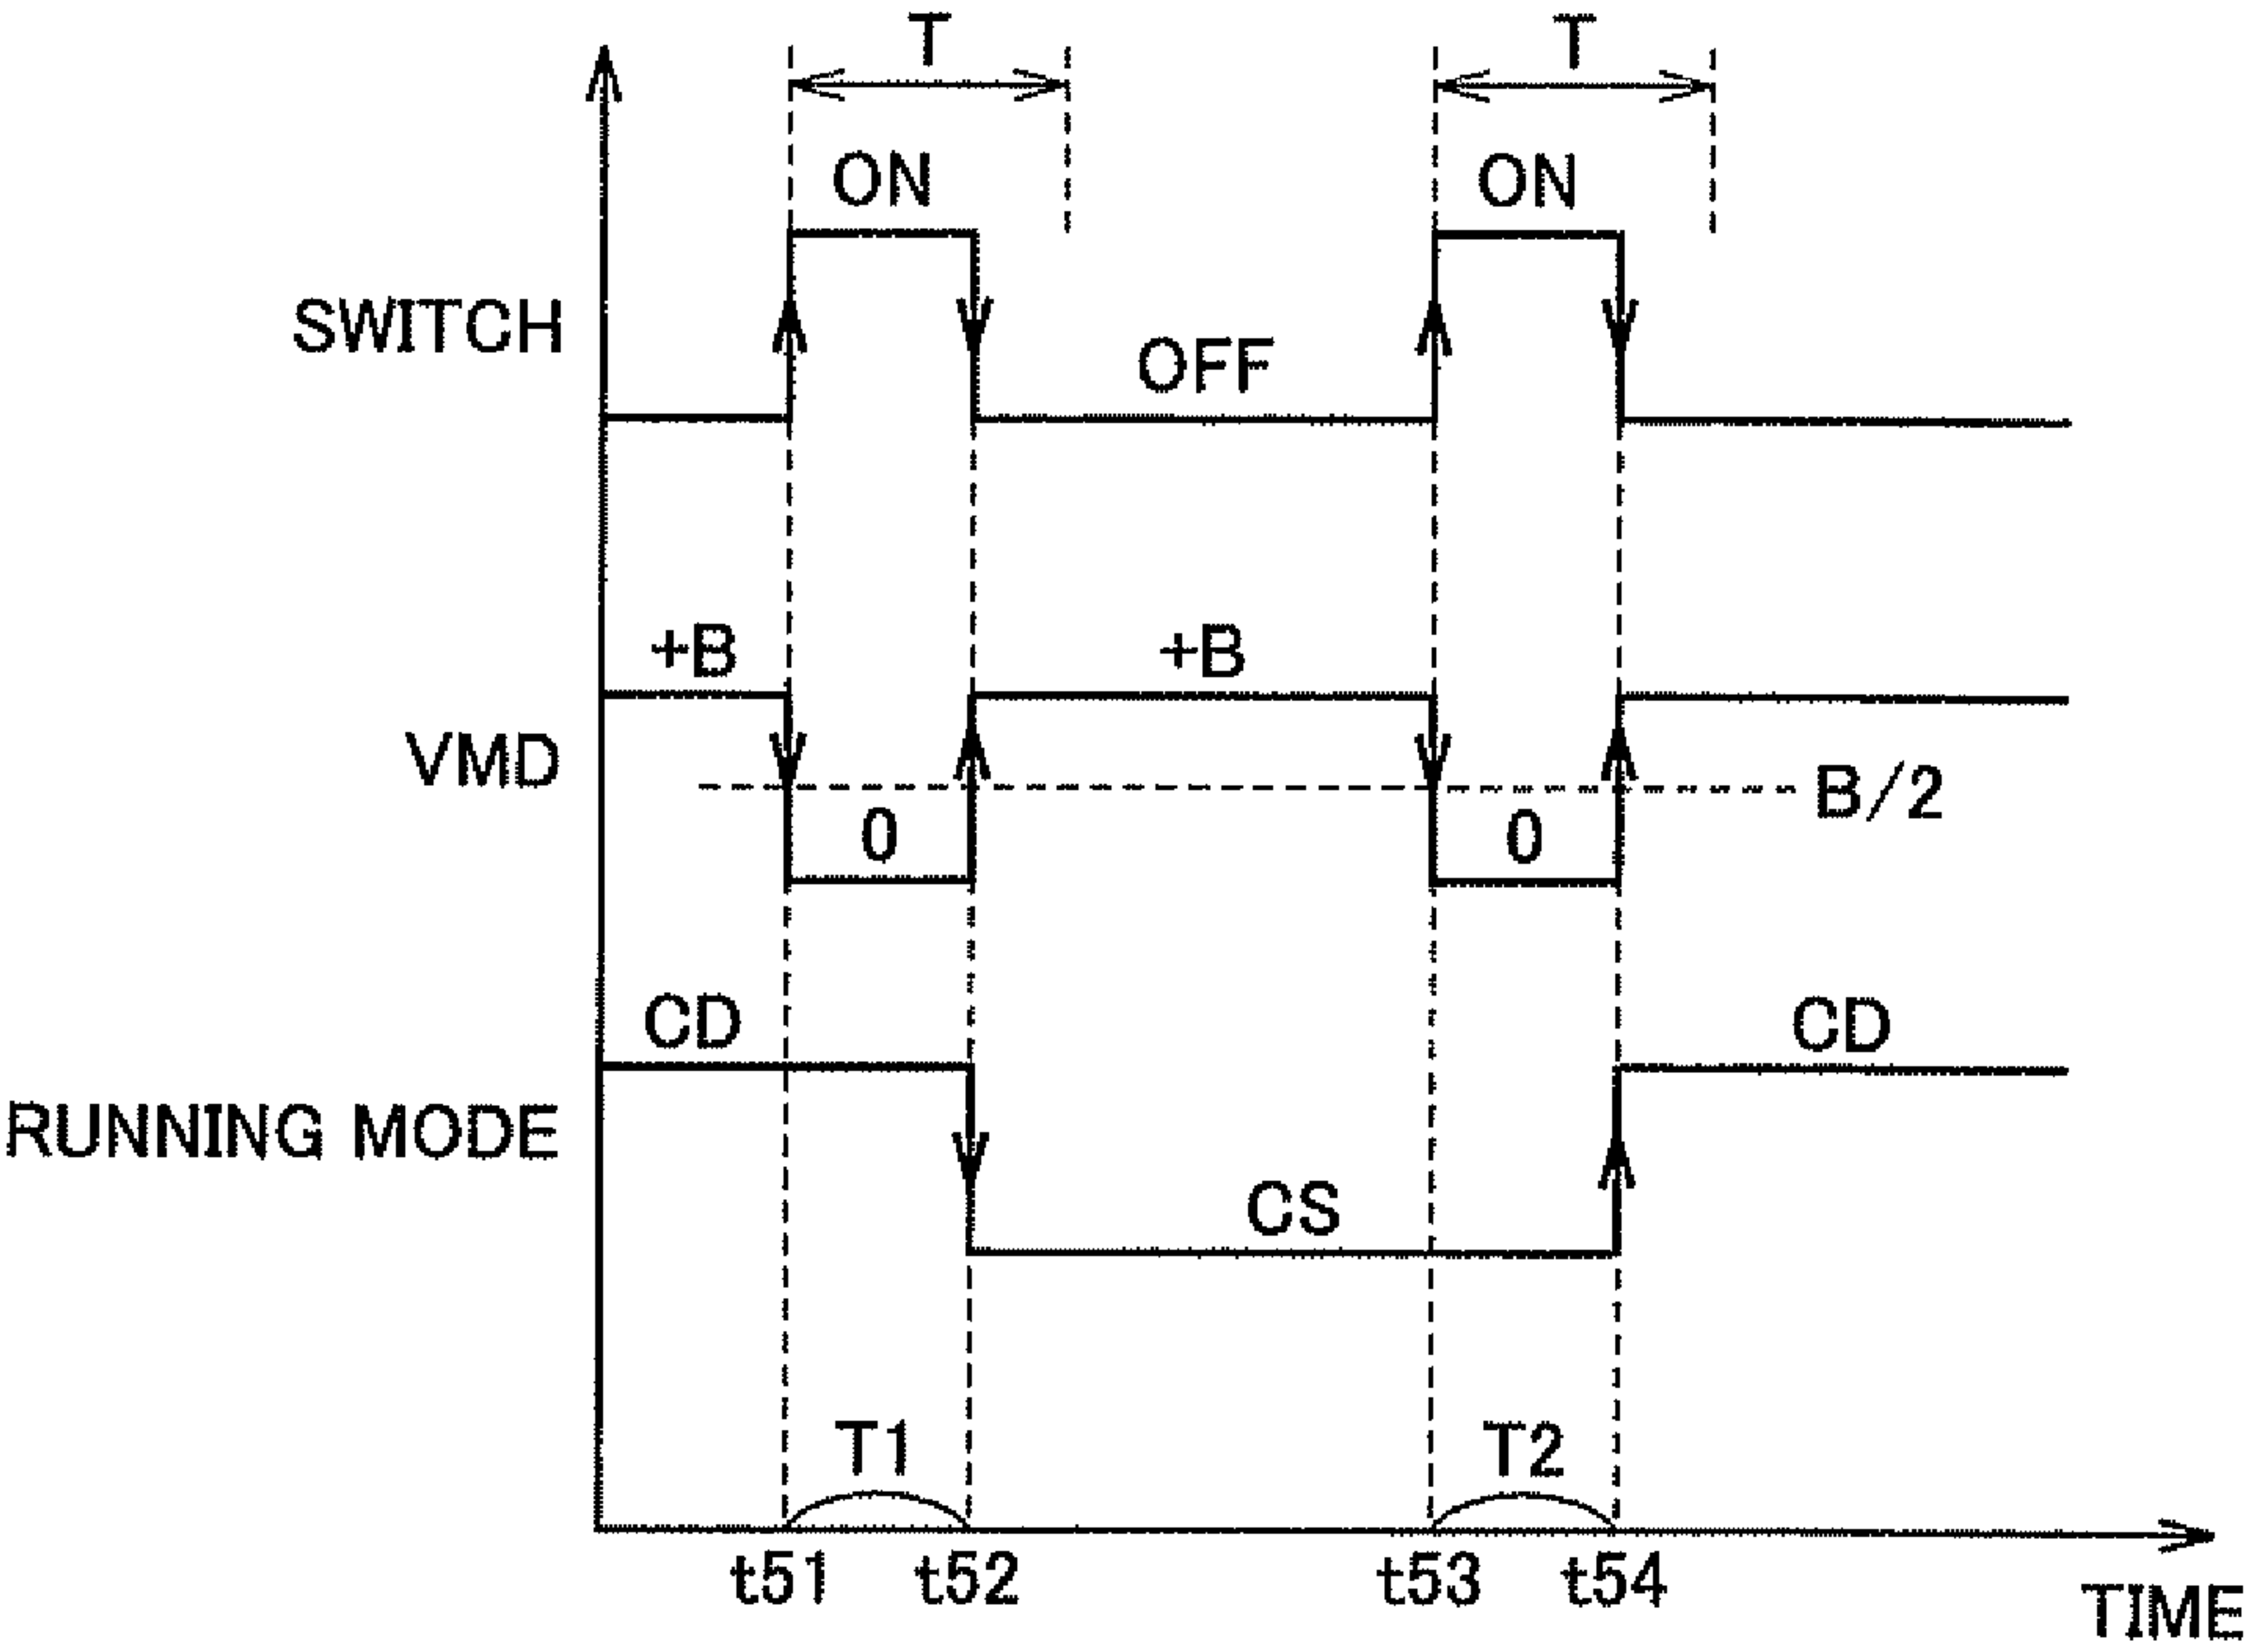 T T
ON ON
SWITCH OFF
+B +B
VMD B/2
0 0
CD CD
RUNNING MODE
CS
T1 T2
t51 t52 t53 t54
TIME